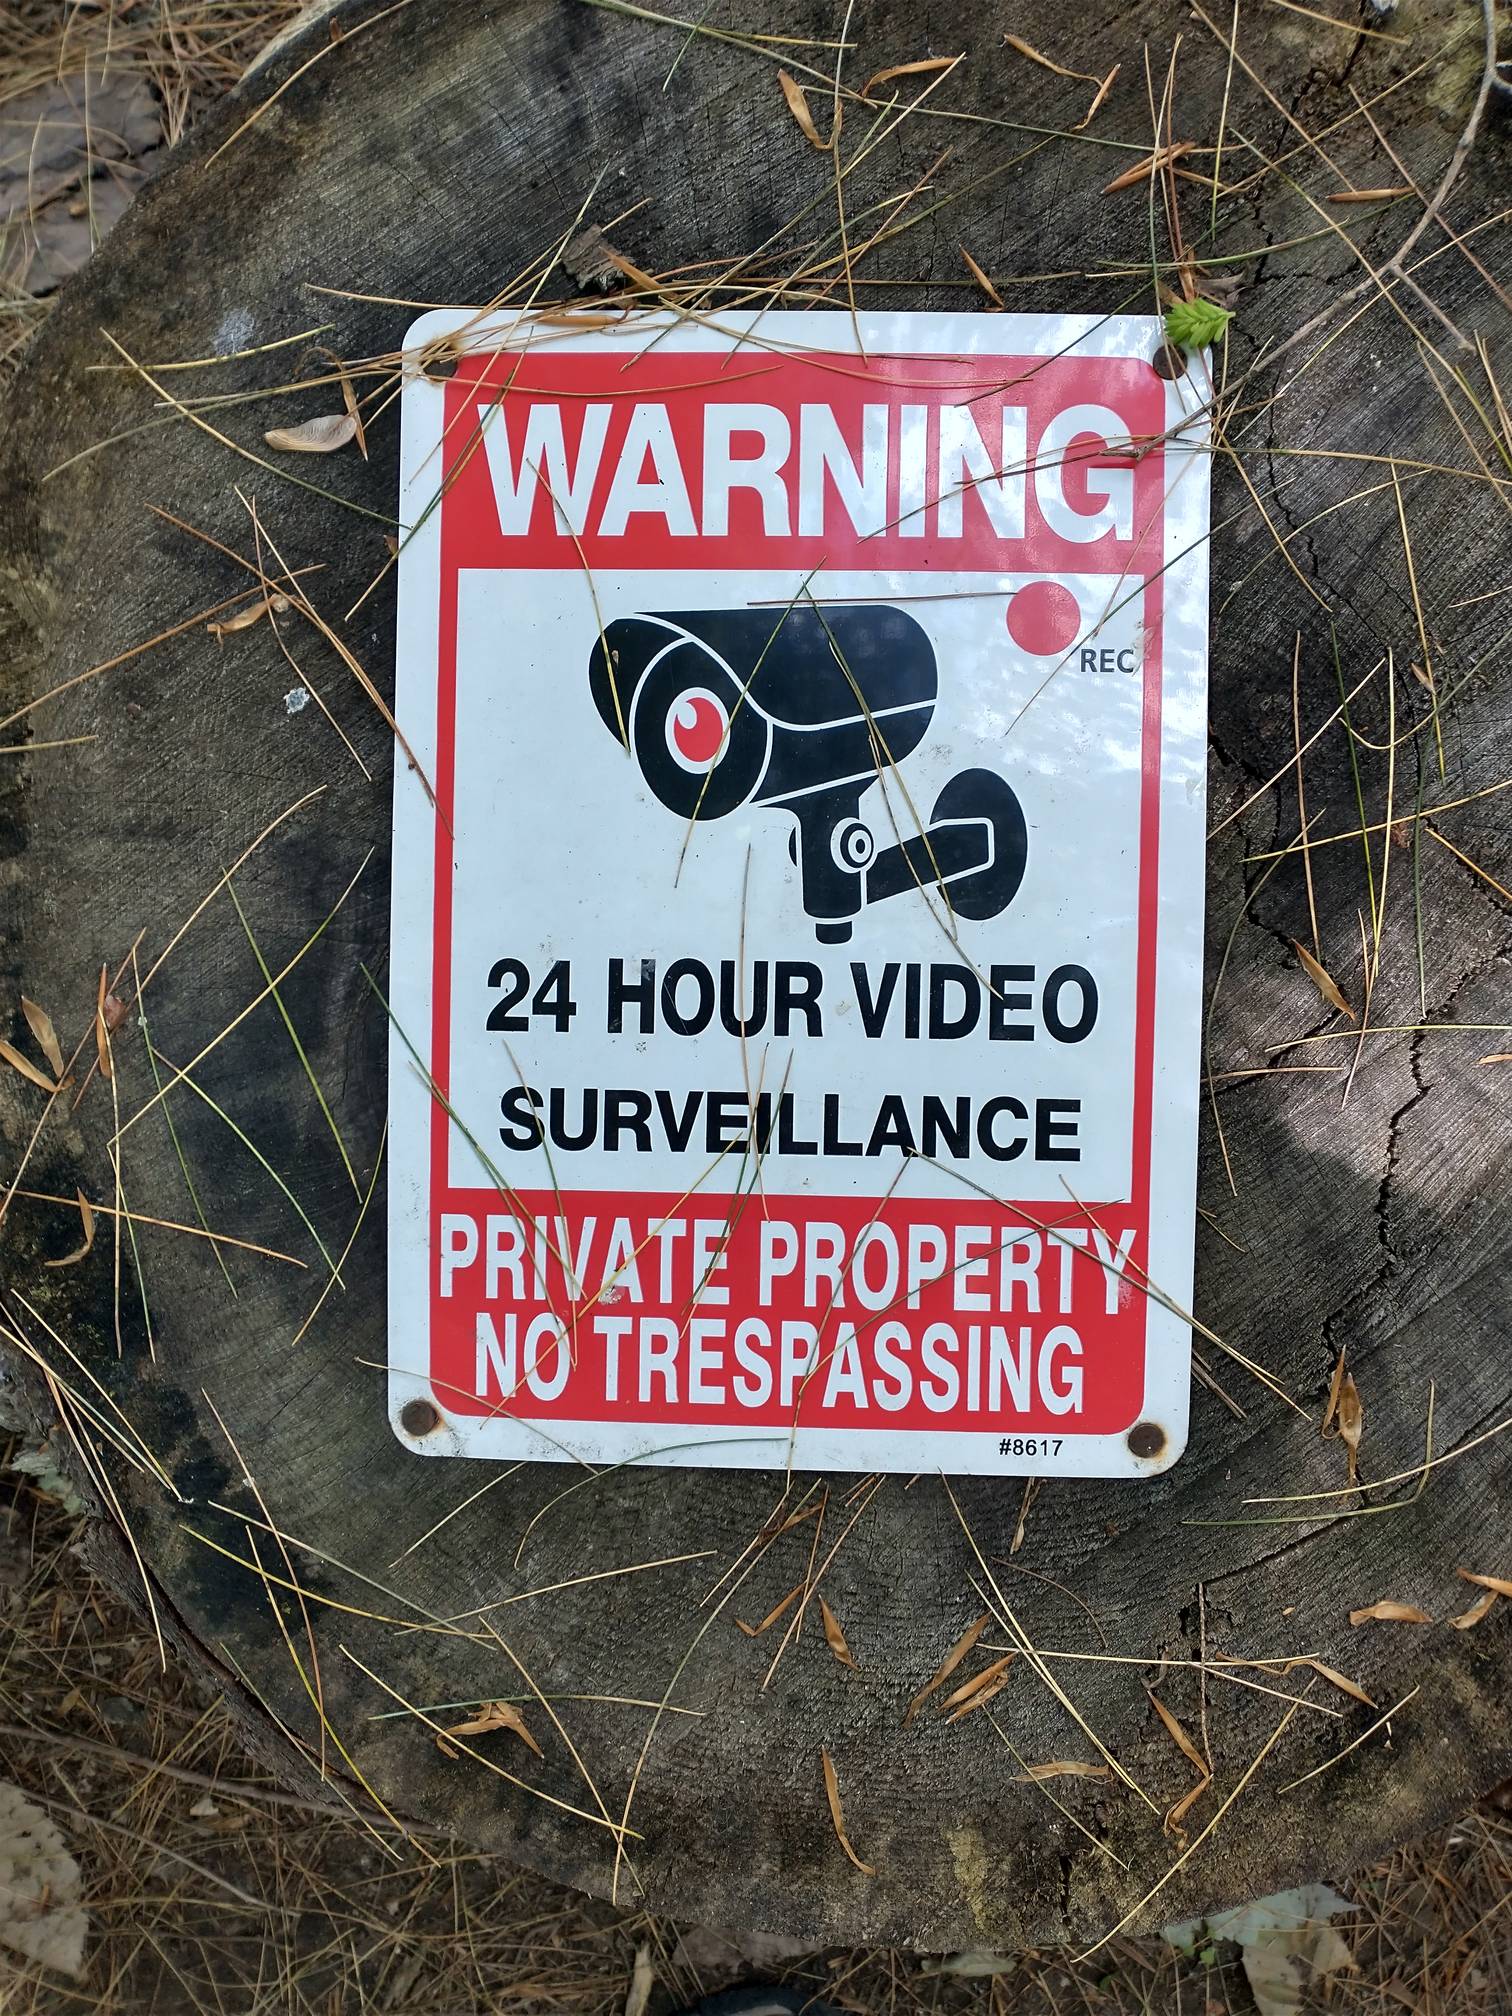 WARNING
REC
24 HOUR VIDEO
SURVEILLANCE
PRIVATE PROPERTY
NO TRESPASSING
#8617